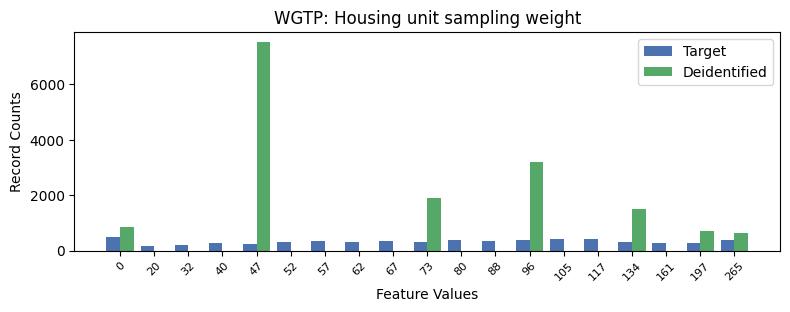 WGTP: Housing unit sampling weight
Target
Deidentified
Record Counts
6000
4000
2000
0
0 20 32 40 47 52 57 62 67 73 80 88 96 105 117 134 161 197 265
Feature Values